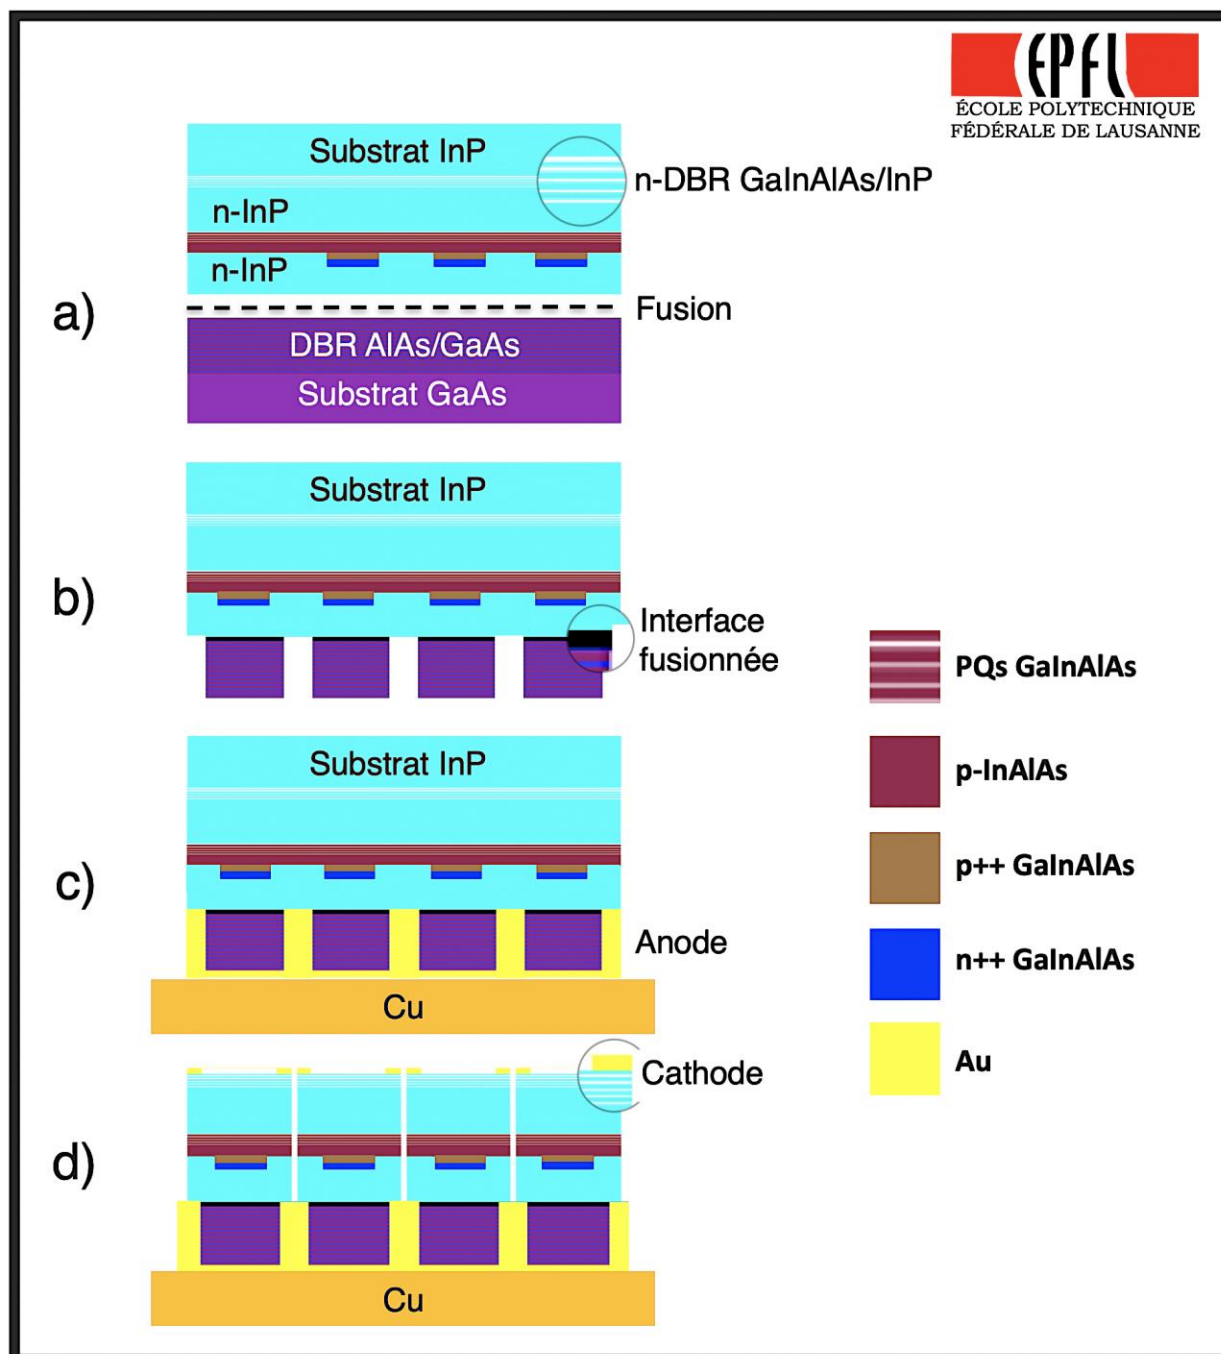 EPFL
ÉCOLE POLYTECHNIQUE
FÉDÉRALE DE LAUSANNE
a)
Substrat InP
n-DBR GaInAlAs/InP
n-InP
n-InP
Fusion
DBR AlAs/GaAs
Substrat GaAs
b)
Substrat InP
Interface
fusionnée
c)
Substrat InP
Anode
Cu
d)
Cathode
Cu
PQs GaInAlAs
p-InAlAs
p++ GaInAlAs
n++ GaInAlAs
Au